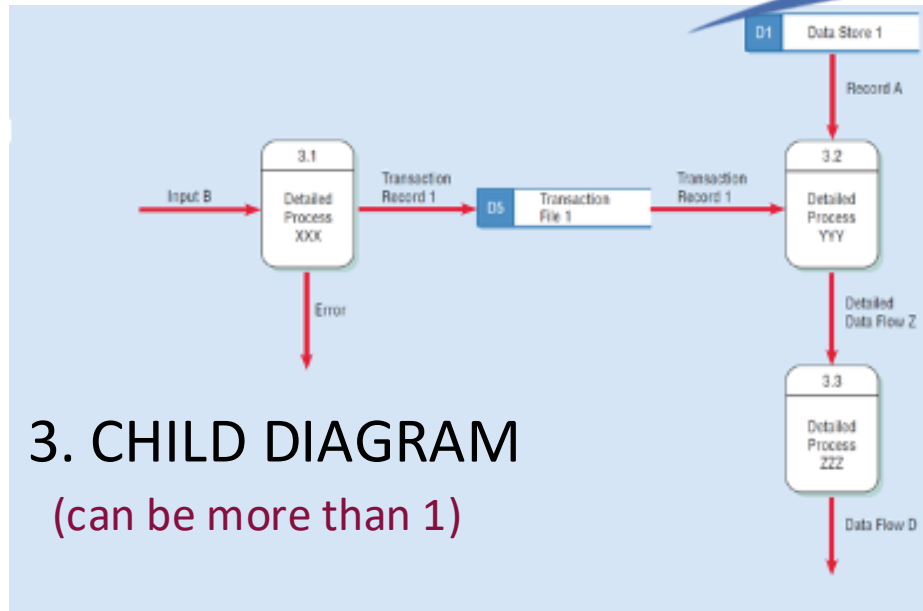 D1
Data Store 1
Record A
3.1
Detailed
Process
XXX
Input B
Error
Transaction
Record 1
D5
Transaction
File 1
Transaction
Record 1
3.2
Detailed
Process
YYY
Detailed
Data Flow Z
3.3
Detailed
Process
ZZZ
Data Flow D
3. CHILD DIAGRAM
(can be more than 1)